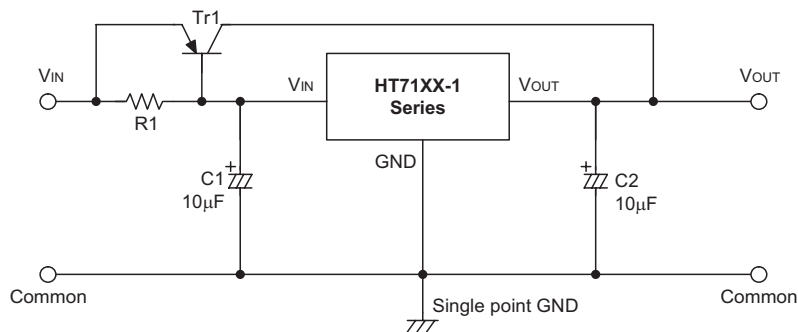 Tr1
VIN
R1
VIN
HT71XX-1
Series
VOUT
VOUT
GND
C1
10μF
C2
10μF
Common
Single point GND
Common